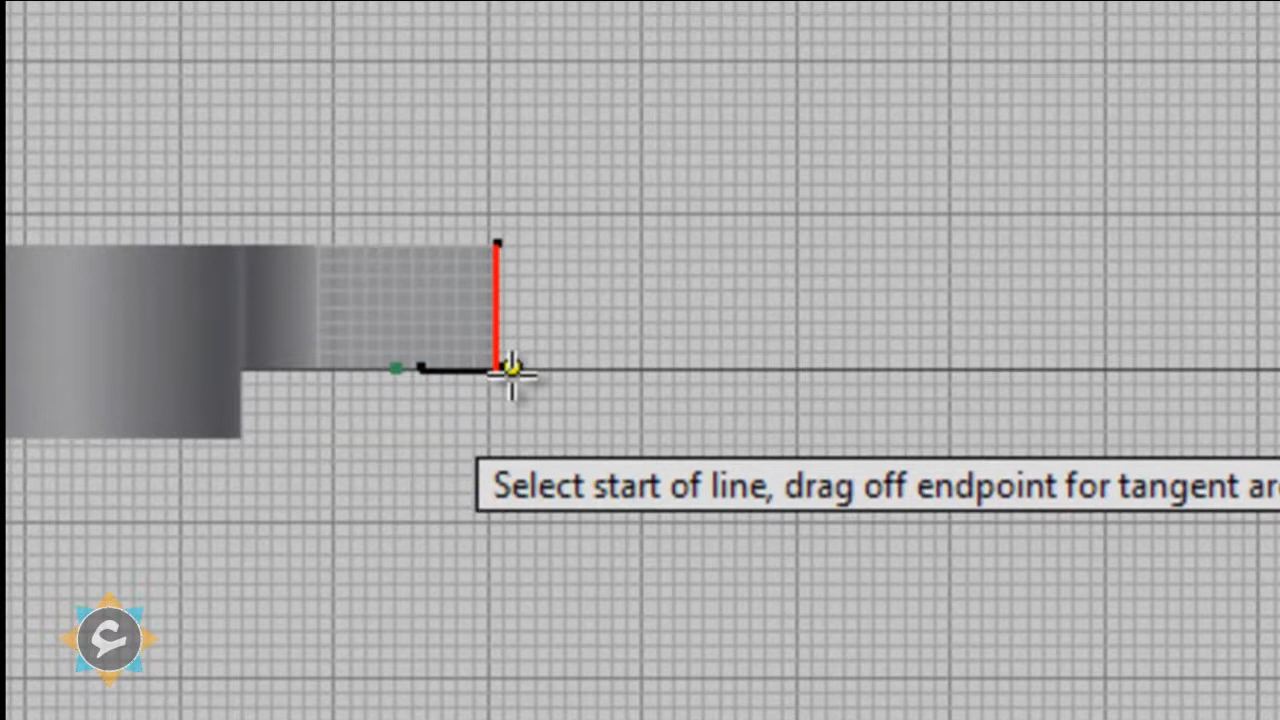 Select start of line, drag off endpoint for tangent
ع